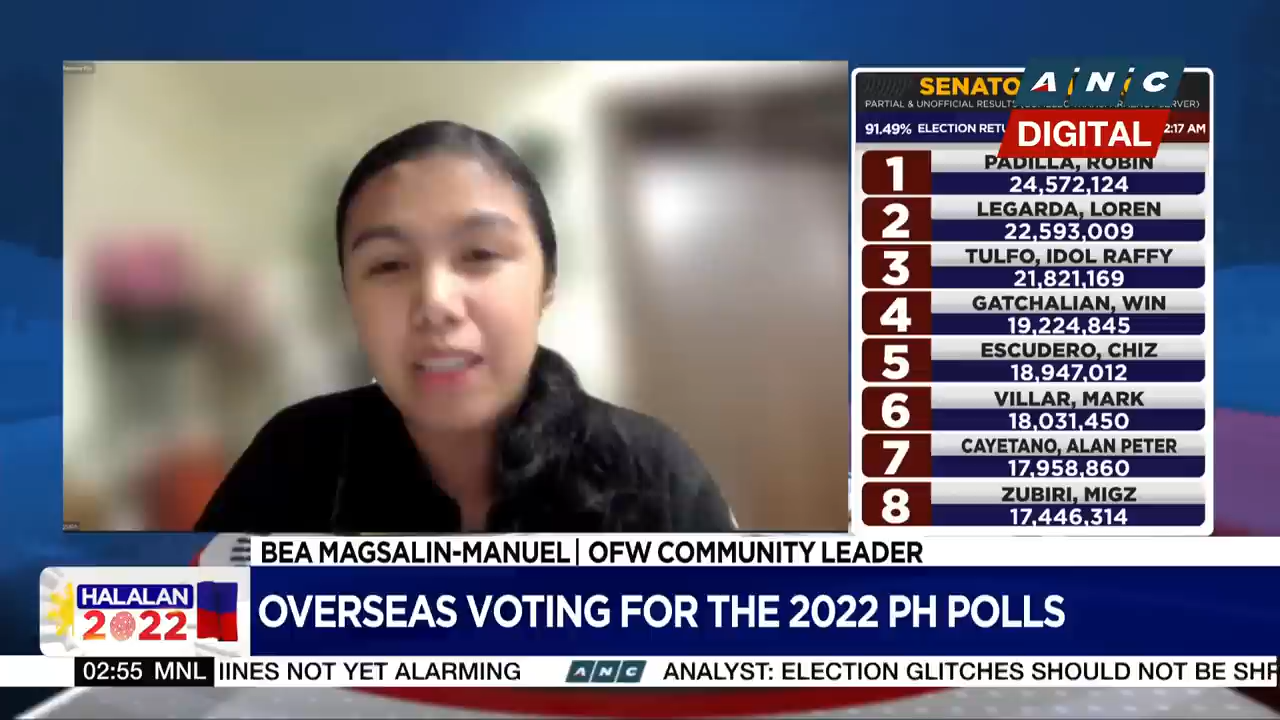 SENATO
ANC
PARTIAL & UNOFFICIAL RESULTS
DIGITAL
91.49% ELECTION RETU
2:17 AM
1 PADILLA, ROBIN
24,572,124
2 LEGARDA, LOREN
22,593,009
3 TULFO, IDOL RAFFY
21,821,169
4 GATCHALIAN, WIN
19,224,845
5 ESCUDERO, CHIZ
18,947,012
6 VILLAR, MARK
18,031,450
7 CAYETANO, ALAN PETER
17,958,860
8 ZUBIRI, MIGZ
17,446,314
BEA MAGSALIN-MANUEL | OFW COMMUNITY LEADER
HALALAN
2022
OVERSEAS VOTING FOR THE 2022 PH POLLS
02:55 MNL IINES NOT YET ALARMING ANC ANALYST: ELECTION GLITCHES SHOULD NOT BE SHR